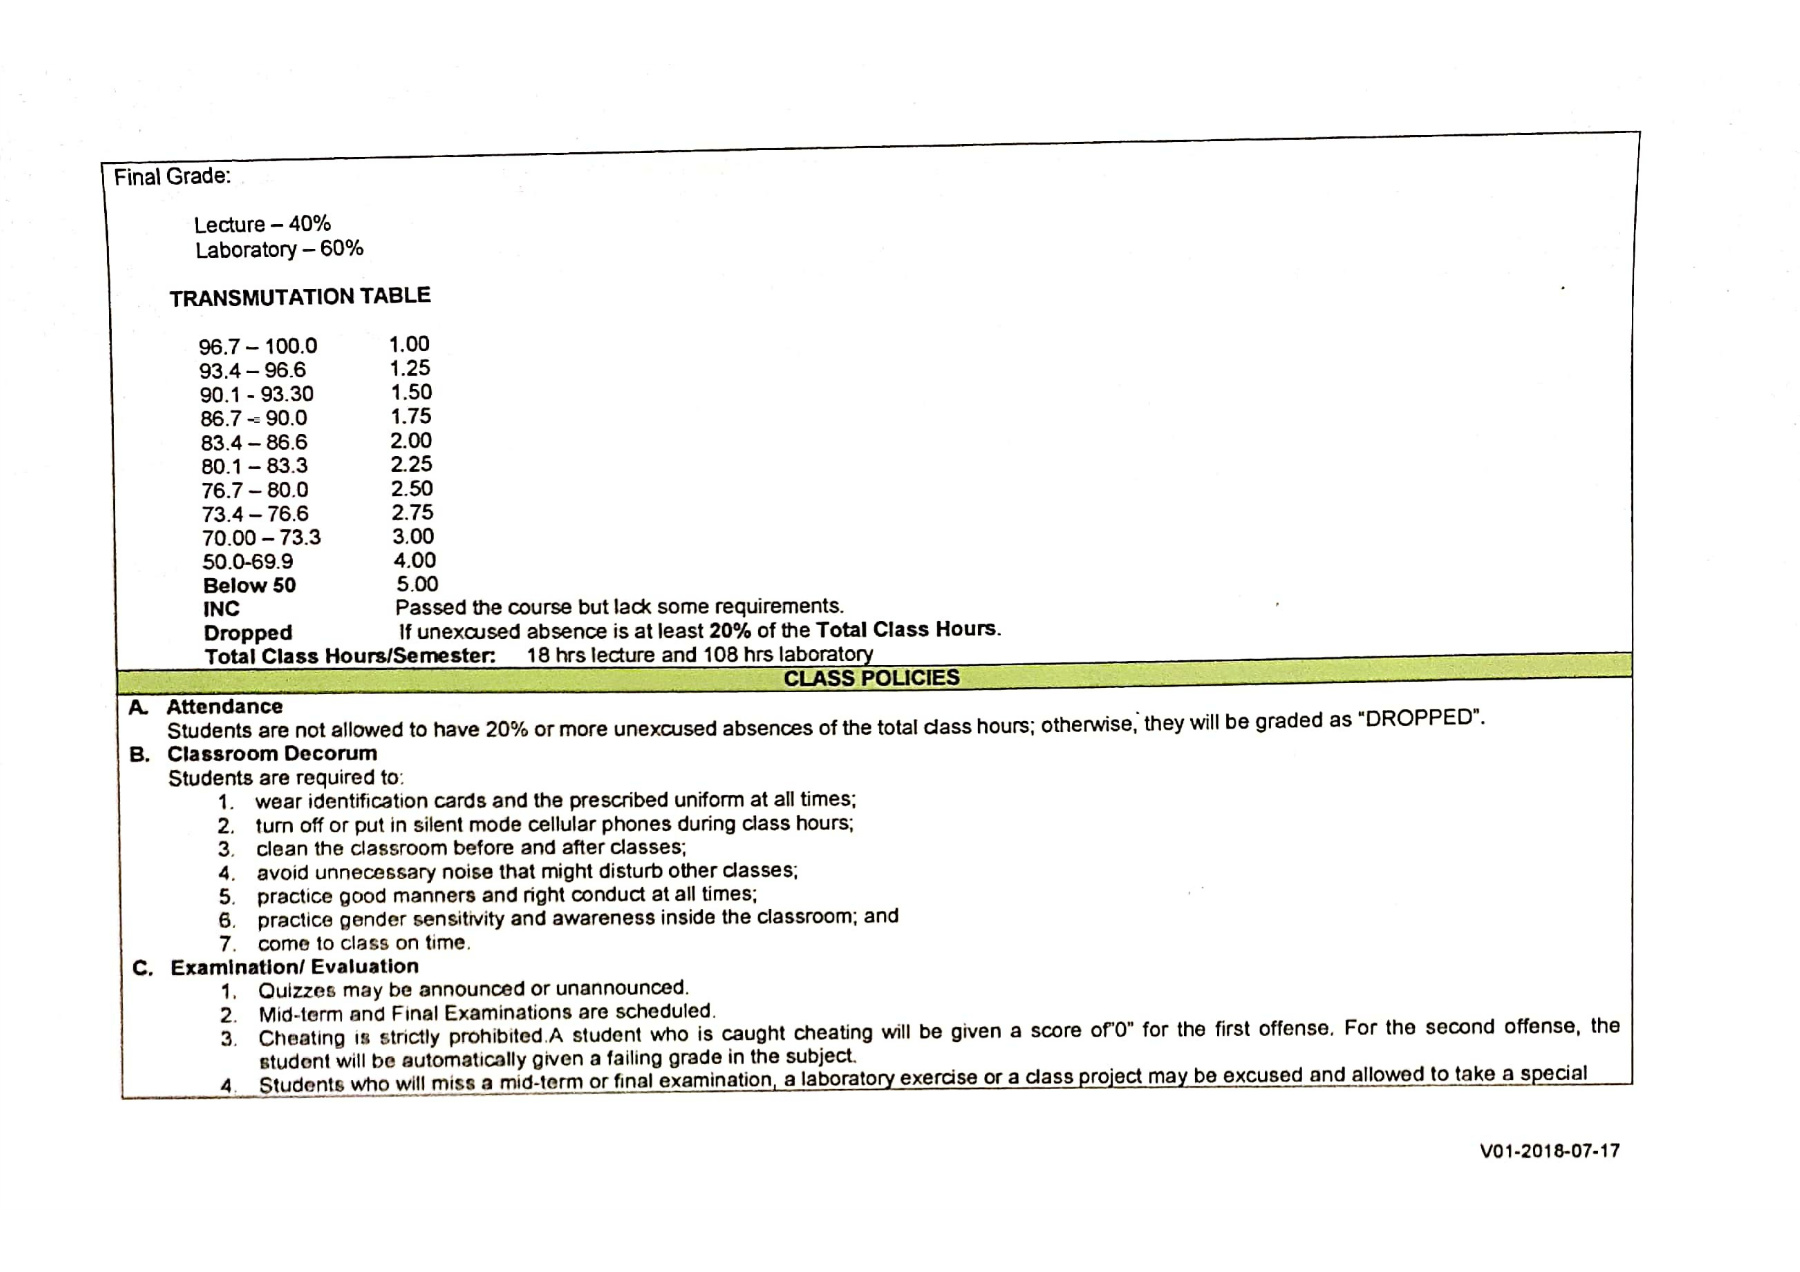 Final Grade:
Lecture – 40%
Laboratory – 60%
TRANSMUTATION TABLE
96.7 – 100.0 1.00
93.4 – 96.6 1.25
90.1 - 93.30 1.50
86.7 -= 90.0 1.75
83.4 – 86.6 2.00
80.1 – 83.3 2.25
76.7 – 80.0 2.50
73.4 – 76.6 2.75
70.00 – 73.3 3.00
50.0-69.9 4.00
Below 50 5.00
INC Passed the course but lack some requirements.
Dropped If unexcused absence is at least 20% of the Total Class Hours.
Total Class Hours/Semester: 18 hrs lecture and 108 hrs laboratory
CLASS POLICIES
A. Attendance
Students are not allowed to have 20% or more unexcused absences of the total class hours; otherwise, they will be graded as "DROPPED".
B. Classroom Decorum
Students are required to:
1. wear identification cards and the prescribed uniform at all times;
2. turn off or put in silent mode cellular phones during class hours;
3. clean the classroom before and after classes;
4. avoid unnecessary noise that might disturb other classes;
5. practice good manners and right conduct at all times;
6. practice gender sensitivity and awareness inside the classroom; and
7. come to class on time.
C. Examination/ Evaluation
1. Quizzes may be announced or unannounced.
2. Mid-term and Final Examinations are scheduled.
3. Cheating is strictly prohibited.A student who is caught cheating will be given a score of"0" for the first offense. For the second offense, the
student will be automatically given a failing grade in the subject.
4. Students who will miss a mid-term or final examination, a laboratory exercise or a class project may be excused and allowed to take a special
V01-2018-07-17